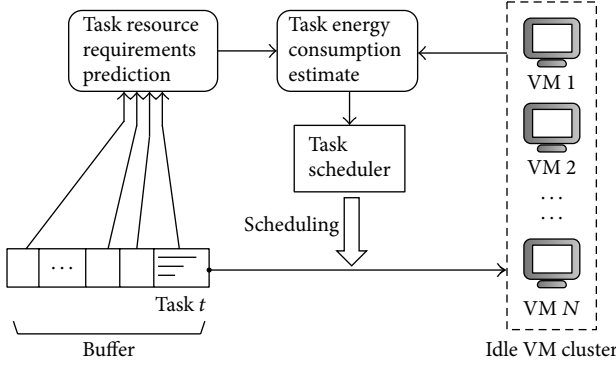 Task resource
requirements
prediction
Task energy
consumption
estimate
VM 1
Task
scheduler
VM 2
...
...
Scheduling
...
Task t
VM N
Buffer
Idle VM cluster